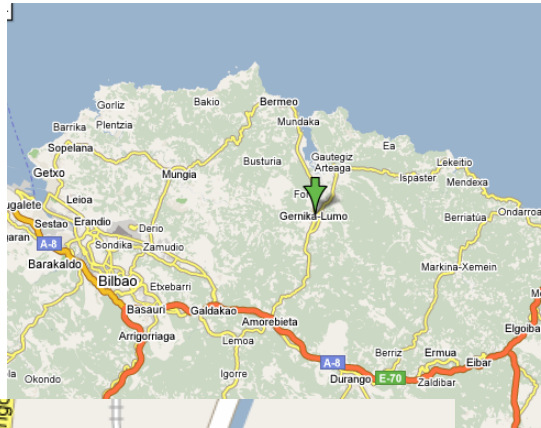 Gorliz
Bakio
Bermeo
Barrika
Plentzia
Mundaka
Sopelana
Ea
Gautegiz
Arteaga
Lekeitio
Busturia
Getxo
Mungia
Ispaster
Mendexa
Leioa
Gernika-Lumo
Berriatua
Ondarroa
Sestao
Erandio
Derio
A-8
Sondika
Zamudio
Barakaldo
Bilbao
Markina-Xemein
Etxebarri
Basauri
Galdakao
Amorebieta
Elgoiba
Arrigorriaga
Lemoa
Berriz
Ermua
A-8
Eibar
Okondo
Igorre
Durango
E-70
Zaldibar